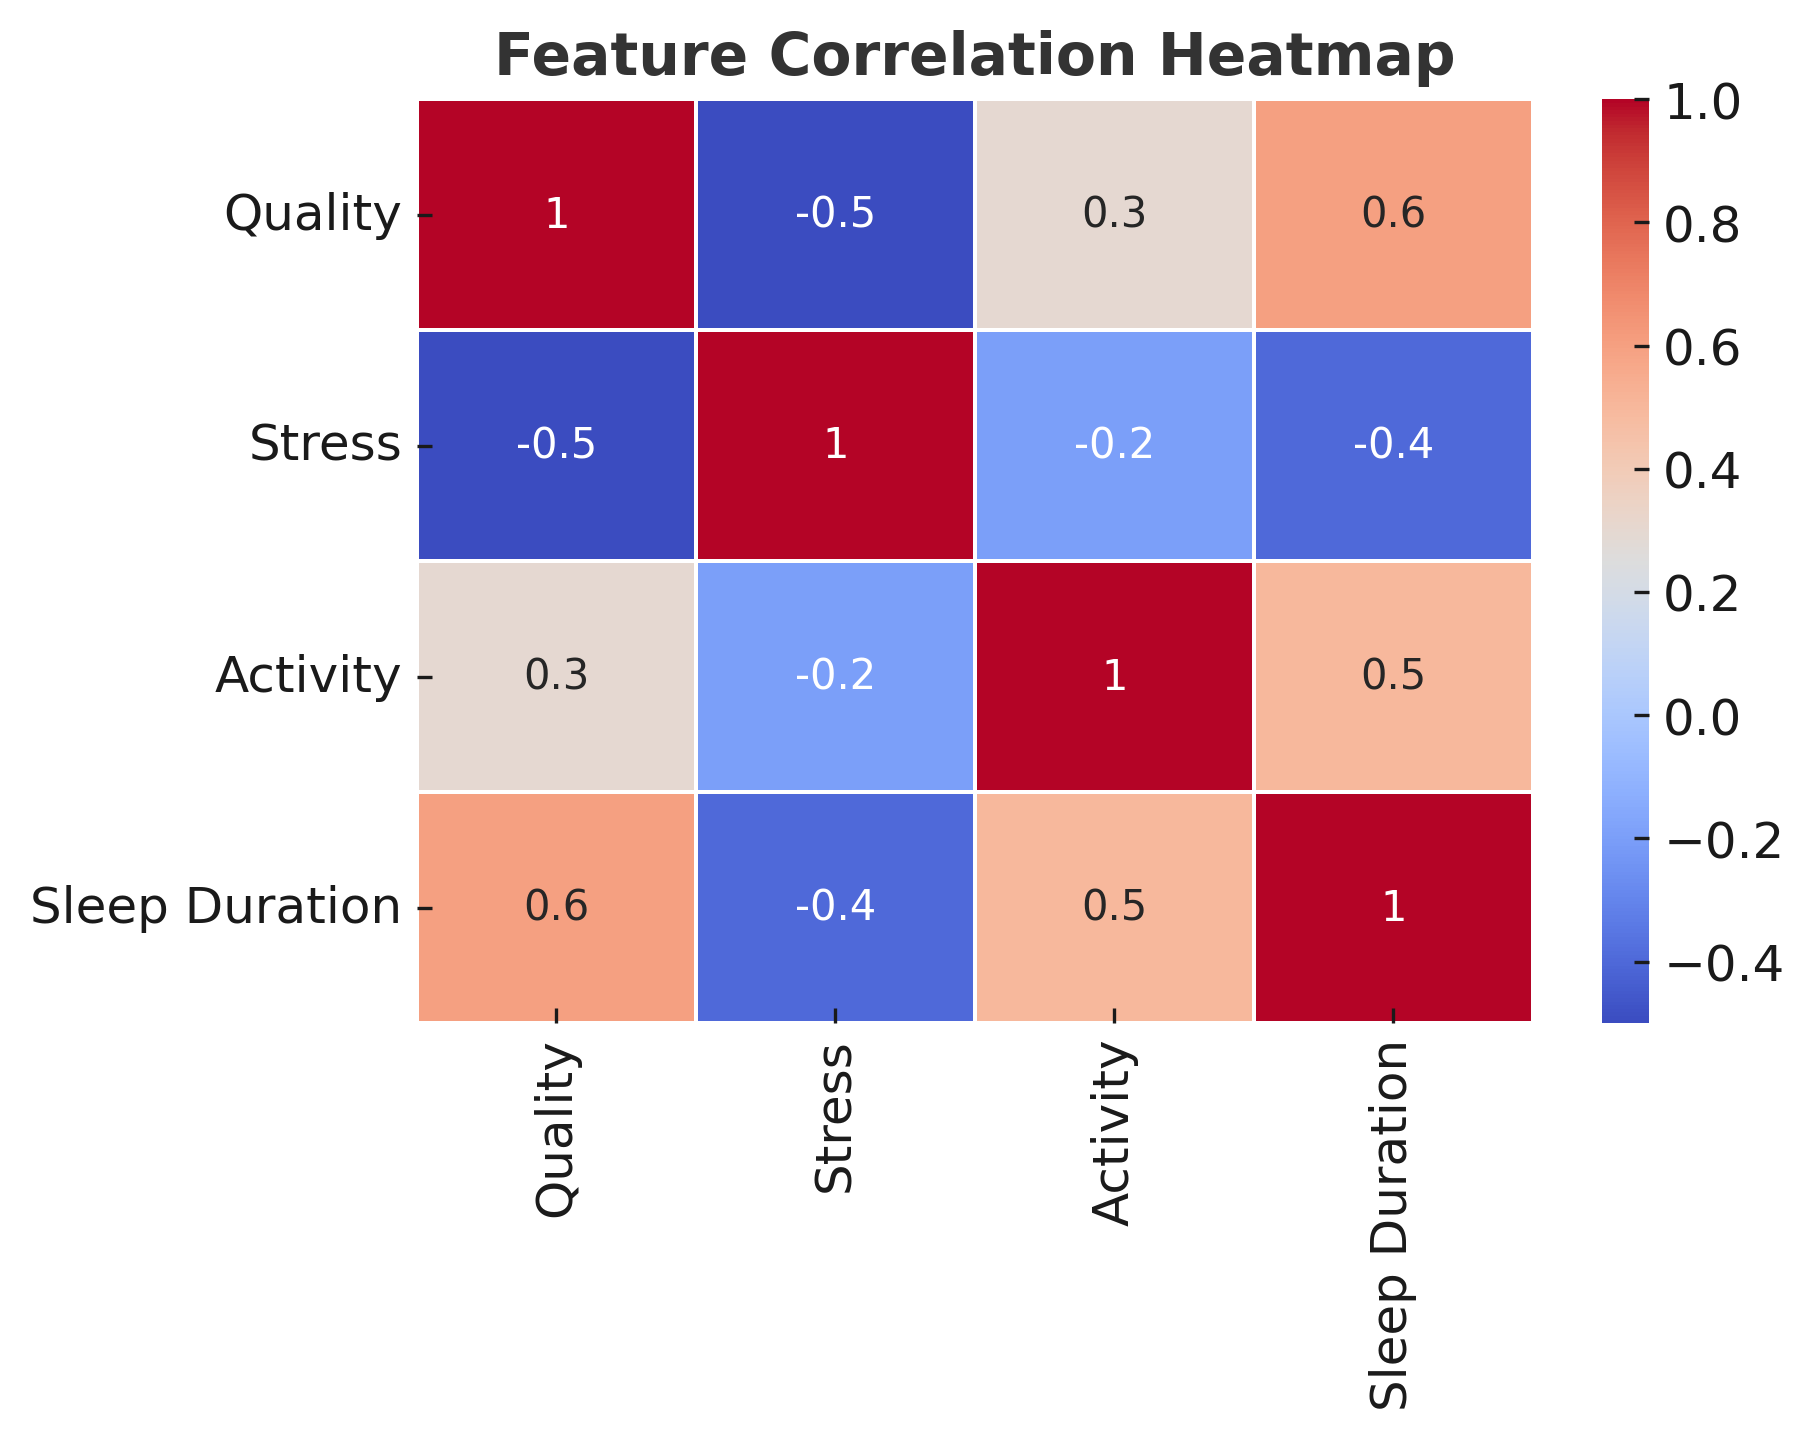 Feature Correlation Heatmap
Quality 1 -0.5 0.3 0.6
Stress -0.5 1 -0.2 -0.4
Activity 0.3 -0.2 1 0.5
Sleep Duration 0.6 -0.4 0.5 1
Quality
Stress
Activity
Sleep Duration
1.0
0.8
0.6
0.4
0.2
0.0
−0.2
−0.4